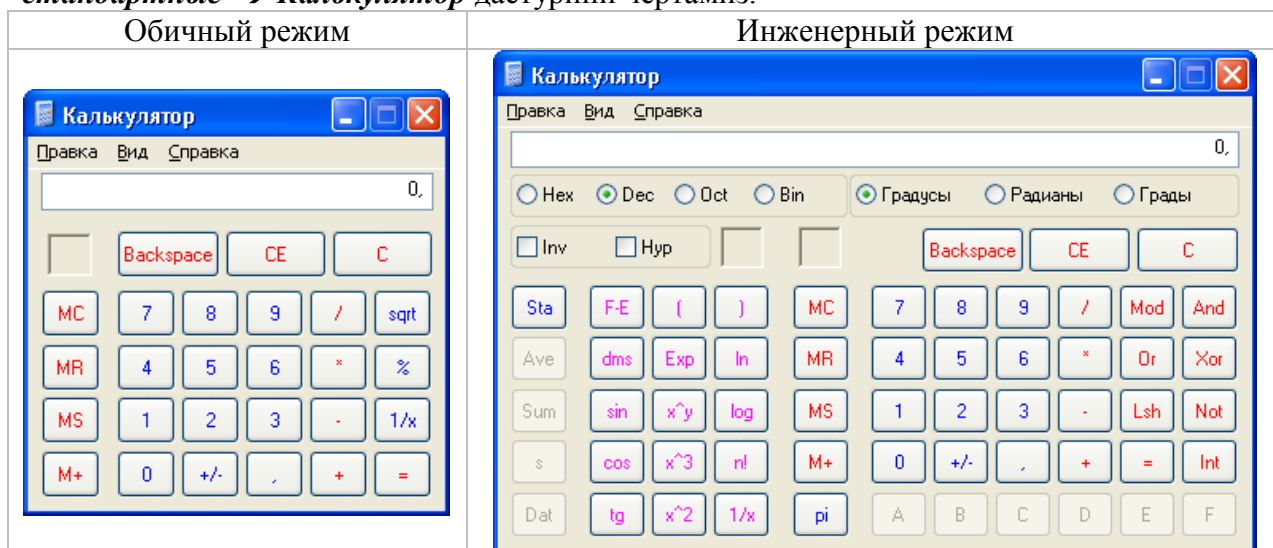 стандартные → Калькулятор дастурини чертамиз.
Обичный режим
Инженерный режим
Калькулятор
Правка Вид Справка
0,
Backspace CE C
MC 7 8 9 / sqrt
MR 4 5 6 * %
MS 1 2 3 - 1/x
M+ 0 +/- , + =
Калькулятор
Правка Вид Справка
0,
Hex Dec Oct Bin Градусы Радианы Грады
Inv Hyp Backspace CE C
Sta F-E ( ) MC 7 8 9 / Mod And
Ave dms Exp ln MR 4 5 6 * Or Xor
Sum sin x^y log MS 1 2 3 - Lsh Not
s cos x^3 n! M+ 0 +/- , + = Int
Dat tg x^2 1/x pi A B C D E F